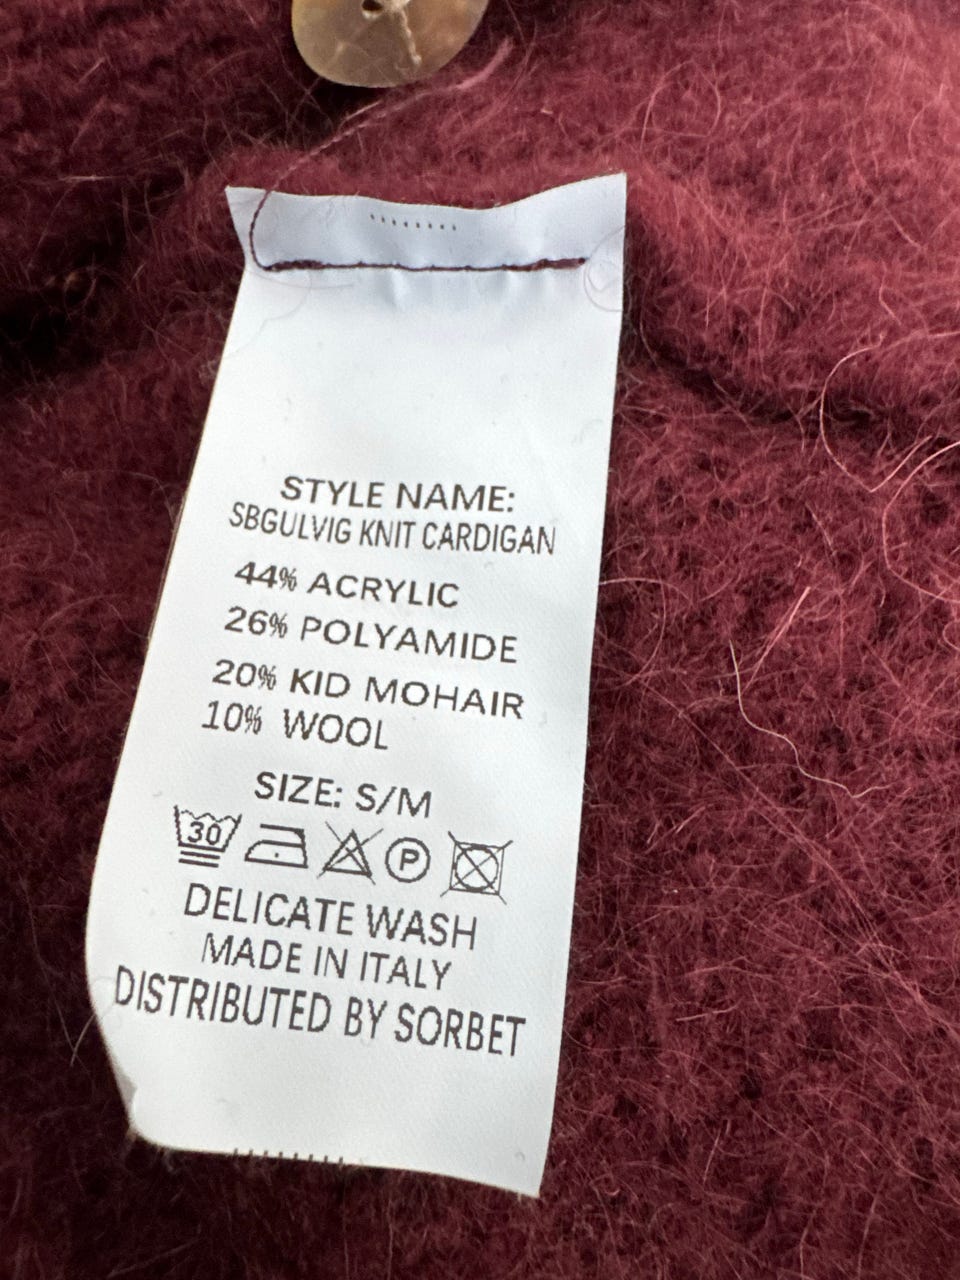 STYLE NAME:
SBGULVIG KNIT CARDIGAN
44% ACRYLIC
26% POLYAMIDE
20% KID MOHAIR
10% WOOL
SIZE: S/M
30 P
DELICATE WASH
MADE IN ITALY
DISTRIBUTED BY SORBET